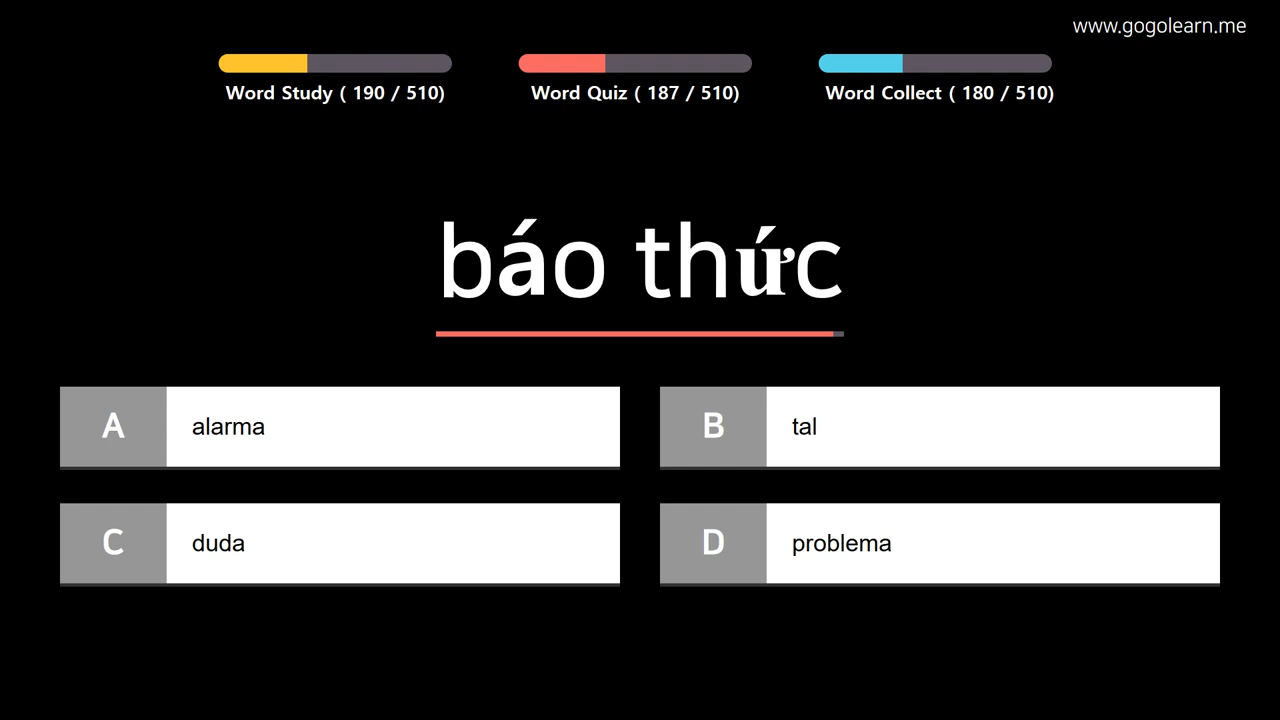 www.gogolearn.me
Word Study ( 190 / 510)
Word Quiz ( 187 / 510)
Word Collect ( 180 / 510)
báo thức
A
alarma
B
tal
C
duda
D
problema